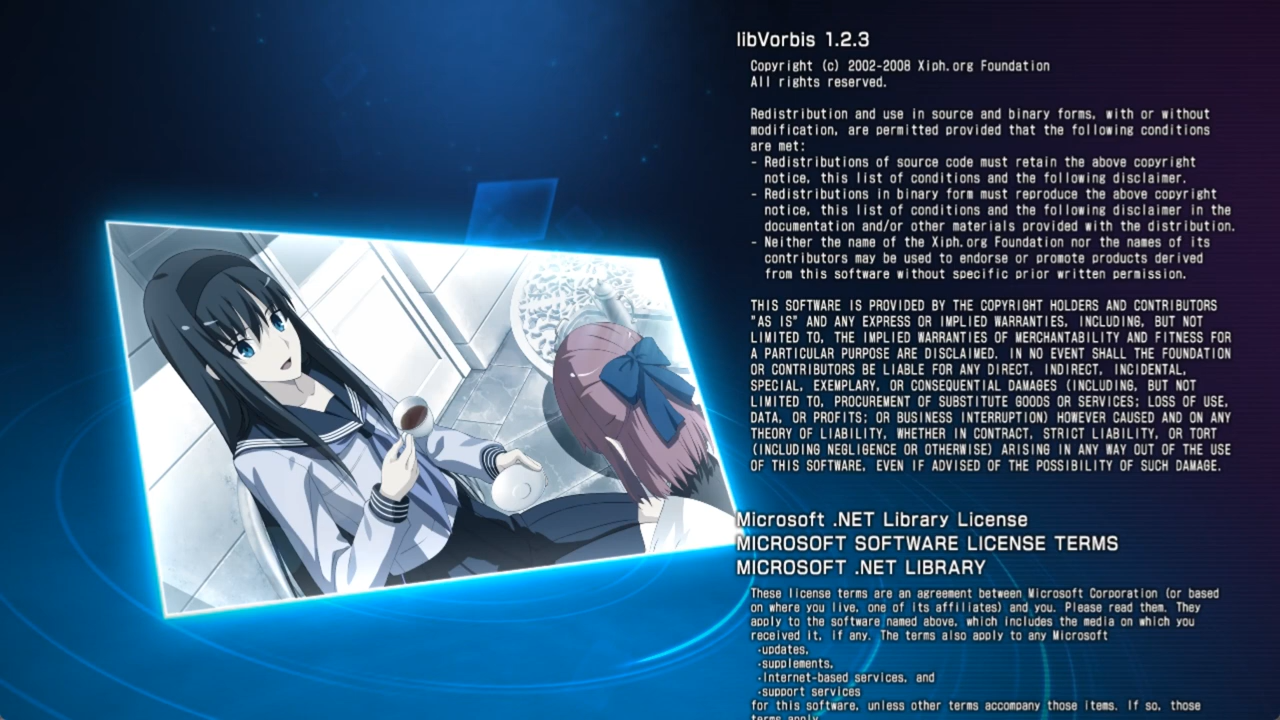 libVorbis 1.2.3
Copyright (c) 2002-2008 Xiph.org Foundation
All rights reserved.
Redistribution and use in source and binary forms, with or without
modification, are permitted provided that the following conditions
are met:
- Redistributions of source code must retain the above copyright
notice, this list of conditions and the following disclaimer.
- Redistributions in binary form must reproduce the above copyright
notice, this list of conditions and the following disclaimer in the
documentation and/or other materials provided with the distribution.
- Neither the name of the Xiph.org Foundation nor the names of its
contributors may be used to endorse or promote products derived
from this software without specific prior written permission.
THIS SOFTWARE IS PROVIDED BY THE COPYRIGHT HOLDERS AND CONTRIBUTORS
"AS IS" AND ANY EXPRESS OR IMPLIED WARRANTIES, INCLUDING, BUT NOT
LIMITED TO, THE IMPLIED WARRANTIES OF MERCHANTABILITY AND FITNESS FOR
A PARTICULAR PURPOSE ARE DISCLAIMED. IN NO EVENT SHALL THE FOUNDATION
OR CONTRIBUTORS BE LIABLE FOR ANY DIRECT, INDIRECT, INCIDENTAL,
SPECIAL, EXEMPLARY, OR CONSEQUENTIAL DAMAGES (INCLUDING, BUT NOT
LIMITED TO, PROCUREMENT OF SUBSTITUTE GOODS OR SERVICES; LOSS OF USE,
DATA, OR PROFITS; OR BUSINESS INTERRUPTION) HOWEVER CAUSED AND ON ANY
THEORY OF LIABILITY, WHETHER IN CONTRACT, STRICT LIABILITY, OR TORT
(INCLUDING NEGLIGENCE OR OTHERWISE) ARISING IN ANY WAY OUT OF THE USE
OF THIS SOFTWARE, EVEN IF ADVISED OF THE POSSIBILITY OF SUCH DAMAGE.
Microsoft .NET Library License
MICROSOFT SOFTWARE LICENSE TERMS
MICROSOFT .NET LIBRARY
These license terms are an agreement between Microsoft Corporation (or based
on where you live, one of its affiliates) and you. Please read them. They
apply to the software named above, which includes the media on which you
received it, if any. The terms also apply to any Microsoft
・updates,
・supplements,
・Internet-based services, and
・support services
for this software, unless other terms accompany those items. If so, those
terms apply.